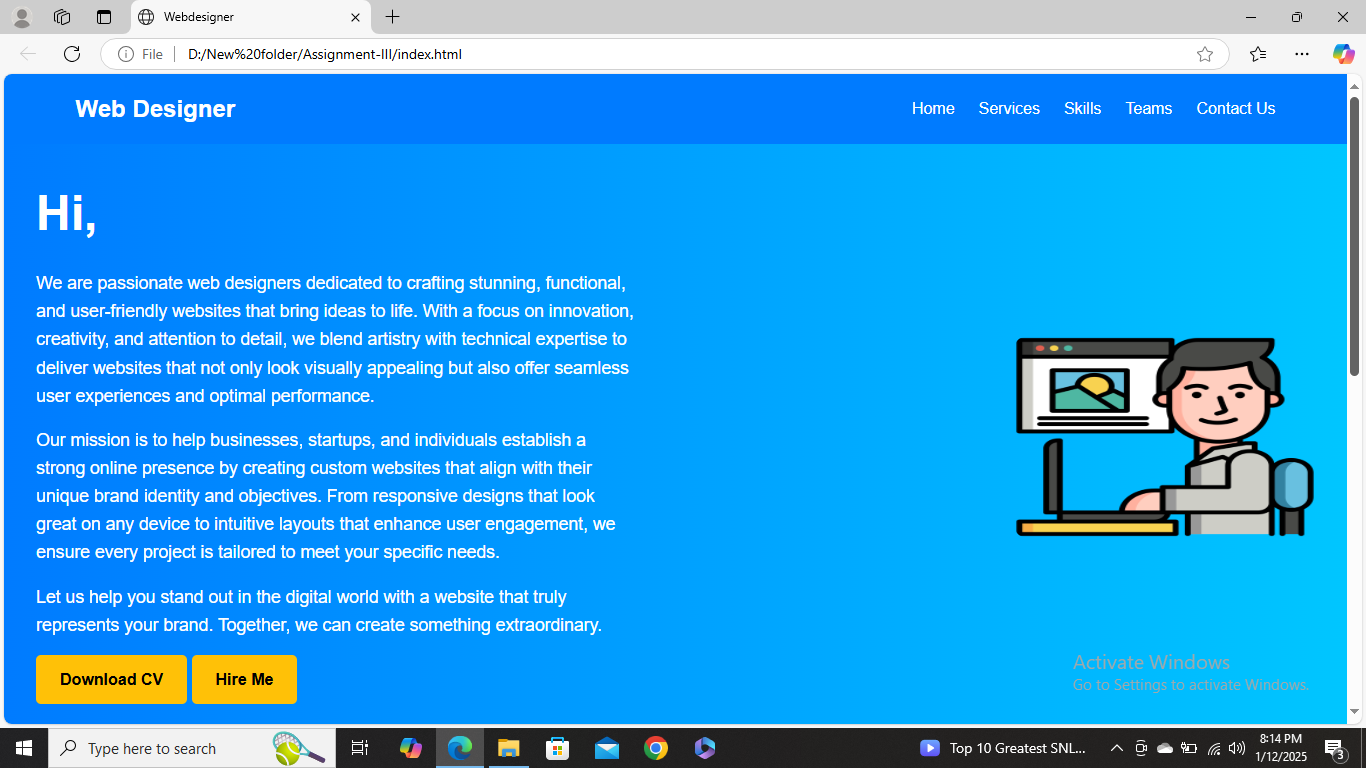 Webdesigner
File
D:/New%20folder/Assignment-III/index.html
Web Designer
Home Services Skills Teams Contact Us
Hi,
We are passionate web designers dedicated to crafting stunning, functional,
and user-friendly websites that bring ideas to life. With a focus on innovation,
creativity, and attention to detail, we blend artistry with technical expertise to
deliver websites that not only look visually appealing but also offer seamless
user experiences and optimal performance.
Our mission is to help businesses, startups, and individuals establish a
strong online presence by creating custom websites that align with their
unique brand identity and objectives. From responsive designs that look
great on any device to intuitive layouts that enhance user engagement, we
ensure every project is tailored to meet your specific needs.
Let us help you stand out in the digital world with a website that truly
represents your brand. Together, we can create something extraordinary.
Download CV Hire Me
Activate Windows
Go to Settings to activate Windows.
Type here to search
Top 10 Greatest SNL...
8:14 PM
1/12/2025
3